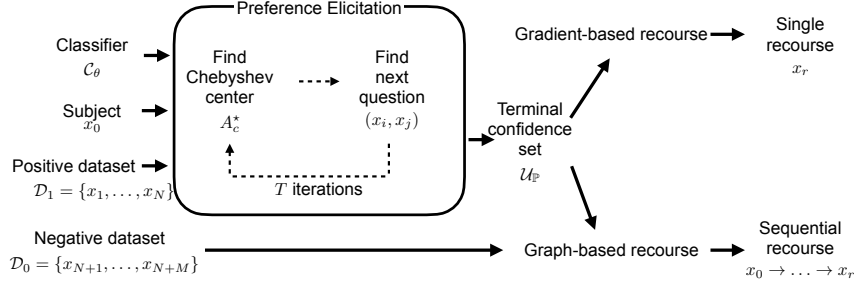 Preference Elicitation
Classifier
𝒞_θ
Subject
x_0
Positive dataset
𝒟_1 = {x_1, . . . , x_N}
Negative dataset
𝒟_0 = {x_{N+1}, . . . , x_{N+M}}
Find
Chebyshev
center
A_c^⋆
Find
next
question
(x_i, x_j)
T iterations
Terminal
confidence
set
𝒰_ℙ
Gradient-based recourse
Single
recourse
x_r
Graph-based recourse
Sequential
recourse
x_0 → . . . → x_r